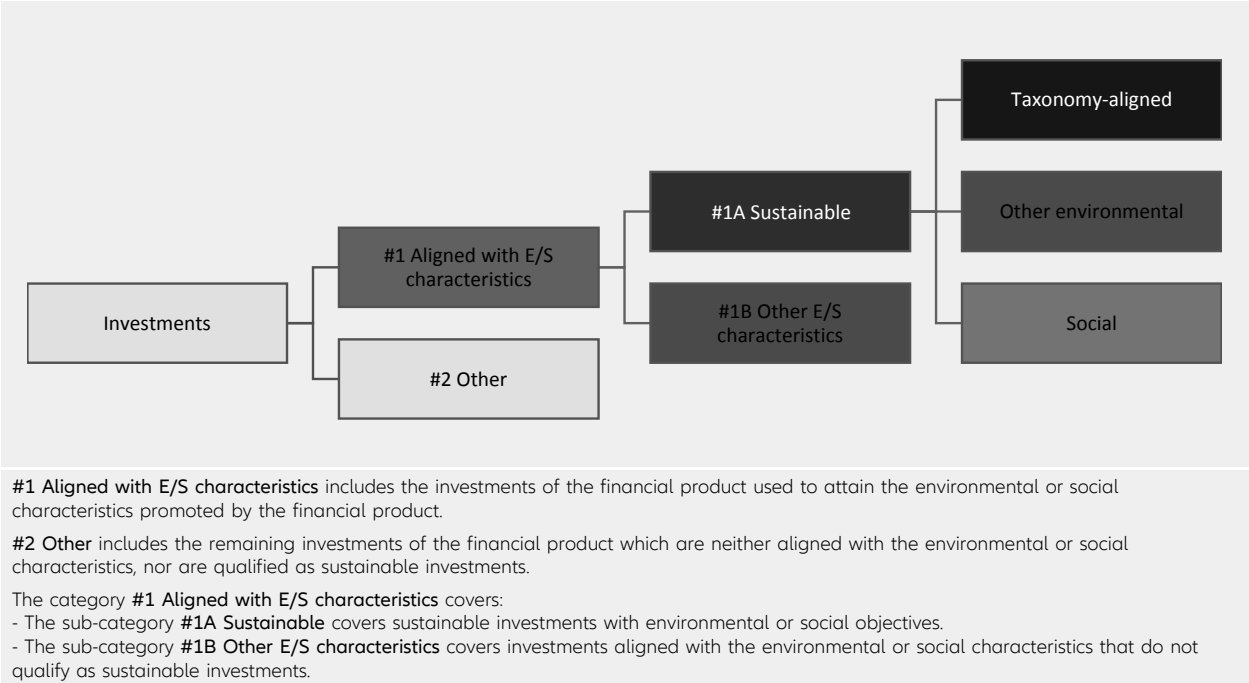 Taxonomy-aligned
#1A Sustainable
Other environmental
#1 Aligned with E/S
characteristics
#1B Other E/S
characteristics
Investments
Social
#2 Other
#1 Aligned with E/S characteristics includes the investments of the financial product used to attain the environmental or social
characteristics promoted by the financial product.
#2 Other includes the remaining investments of the financial product which are neither aligned with the environmental or social
characteristics, nor are qualified as sustainable investments.
The category #1 Aligned with E/S characteristics covers:
- The sub-category #1A Sustainable covers sustainable investments with environmental or social objectives.
- The sub-category #1B Other E/S characteristics covers investments aligned with the environmental or social characteristics that do not
qualify as sustainable investments.